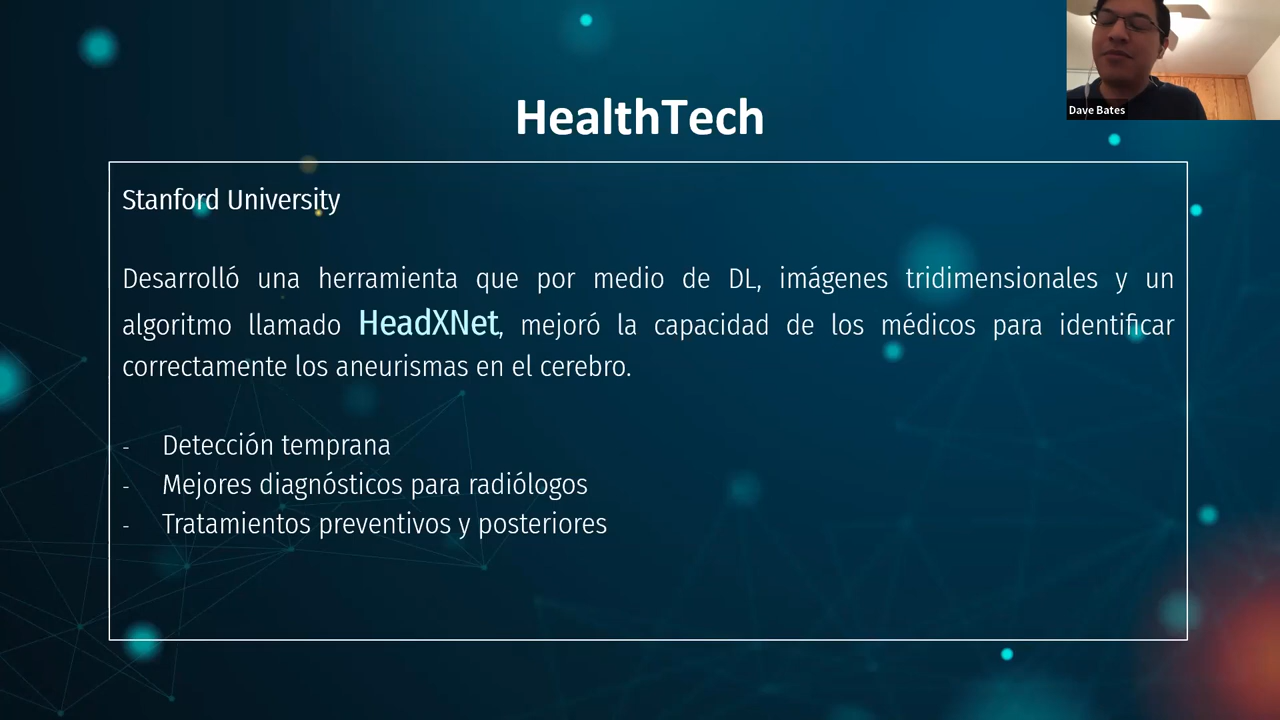 HealthTech
Dave Bates
Stanford University
Desarrolló una herramienta que por medio de DL, imágenes tridimensionales y un
algoritmo llamado HeadXNet, mejoró la capacidad de los médicos para identificar
correctamente los aneurismas en el cerebro.
- Detección temprana
- Mejores diagnósticos para radiólogos
- Tratamientos preventivos y posteriores